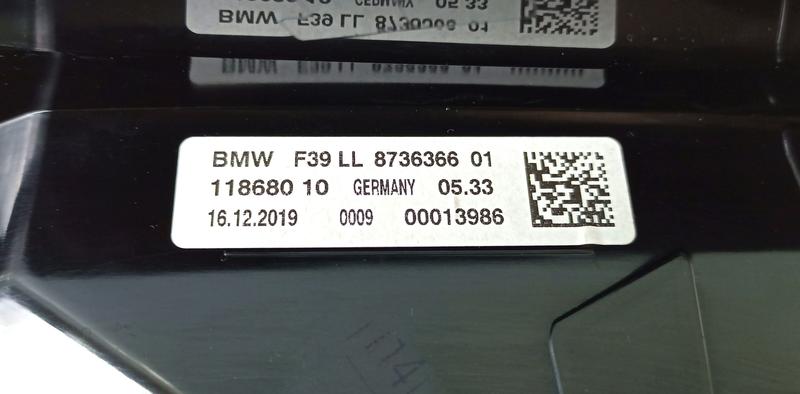 BMW F39 LL 8736366 01
118680 10 GERMANY 05.33
16.12.2019 0009 00013986